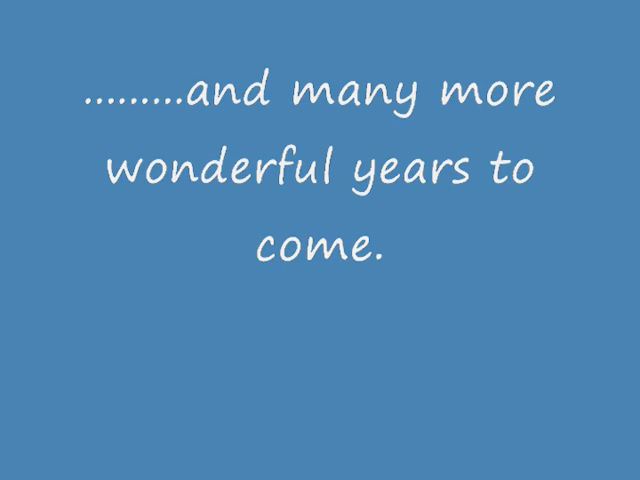 .........and many more
wonderful years to
come.